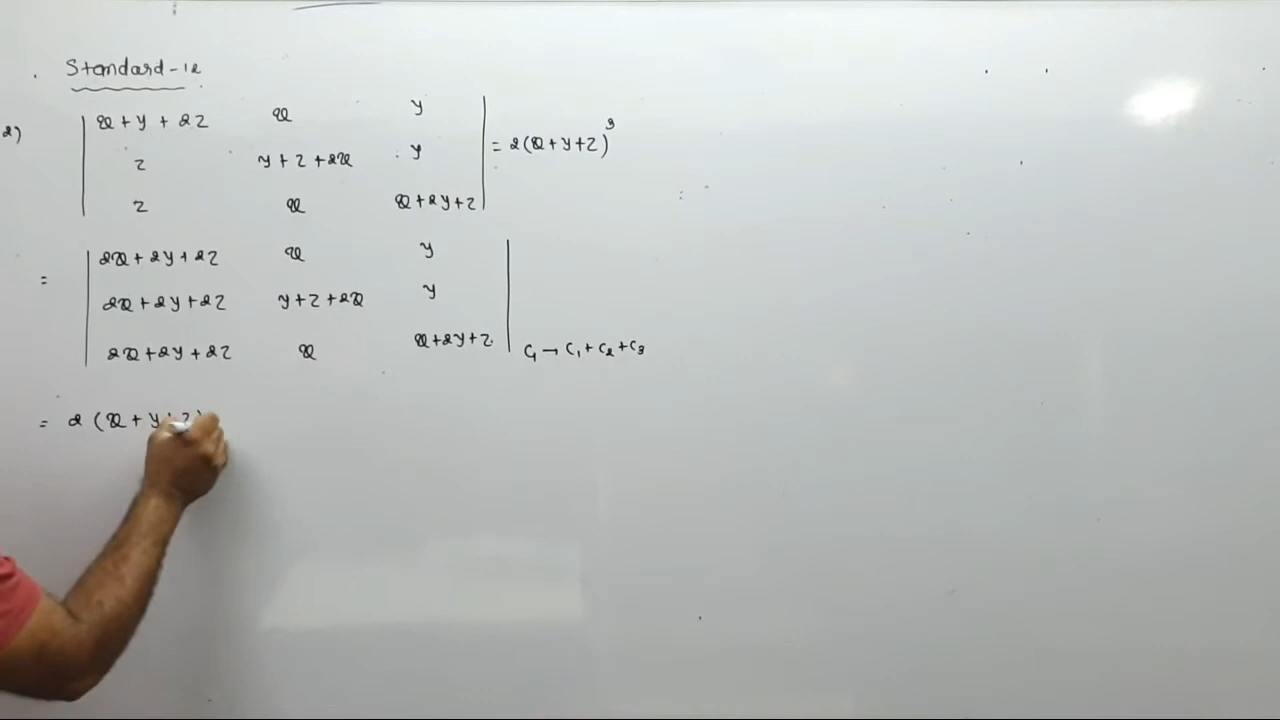 Standard-12
2) | x + y + 2z   x   y | = 2(x+y+z)³
| z   y + z + 2x   y |
| z   x   x + 2y + z |
= | 2x + 2y + 2z   x   y |
| 2x + 2y + 2z   y + z + 2x   y |
| 2x + 2y + 2z   x   x + 2y + z | C₁ → C₁ + C₂ + C₃
= 2 (x + y + z)